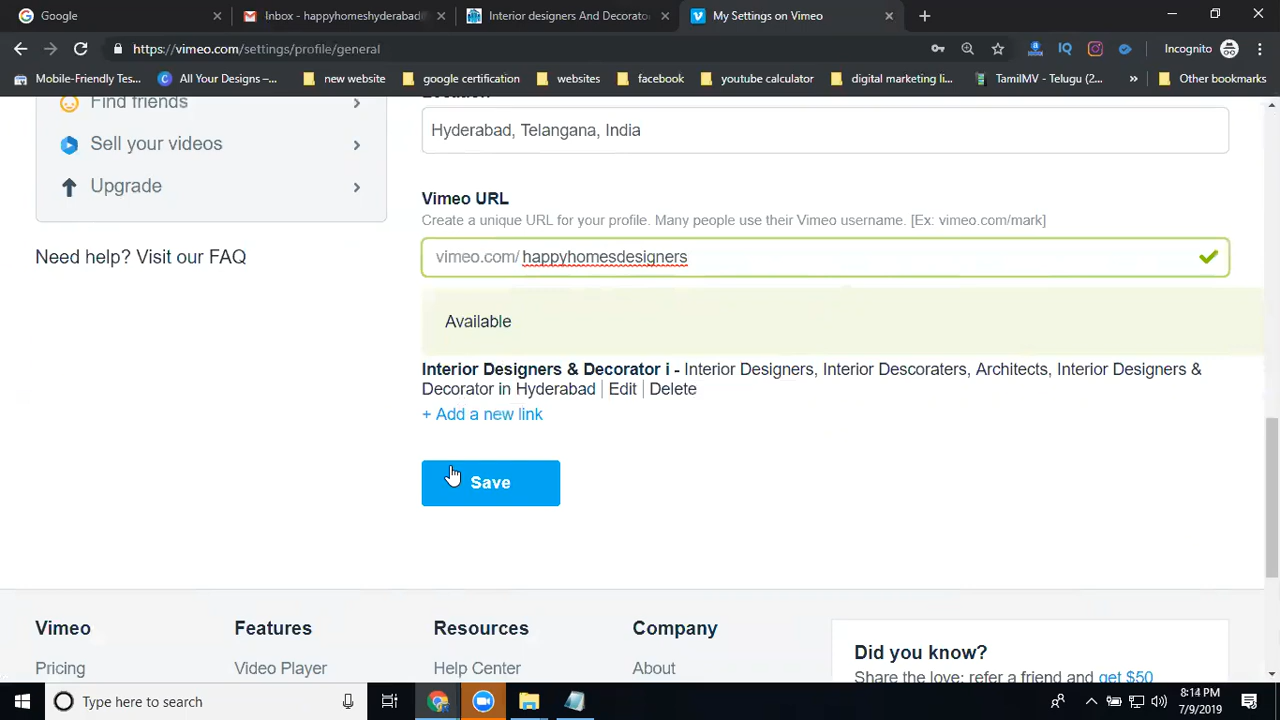 Google
Inbox - happyhomeshyderabad@
Interior designers And Decorato
My Settings on Vimeo
https://vimeo.com/settings/profile/general
Incognito
Mobile-Friendly Tes...
All Your Designs –...
new website
google certification
websites
facebook
youtube calculator
digital marketing li...
TamilMV - Telugu (2...
»
Other bookmarks
Find friends
Sell your videos
Upgrade
Need help? Visit our FAQ
Hyderabad, Telangana, India
Vimeo URL
Create a unique URL for your profile. Many people use their Vimeo username. [Ex: vimeo.com/mark]
vimeo.com/ happyhomesdesigners
Available
Interior Designers & Decorator i - Interior Designers, Interior Descoraters, Architects, Interior Designers &
Decorator in Hyderabad | Edit | Delete
+ Add a new link
Save
Vimeo
Features
Resources
Company
Pricing
Video Player
Help Center
About
Did you know?
Share the love: refer a friend and get $50
Type here to search
8:14 PM
7/9/2019